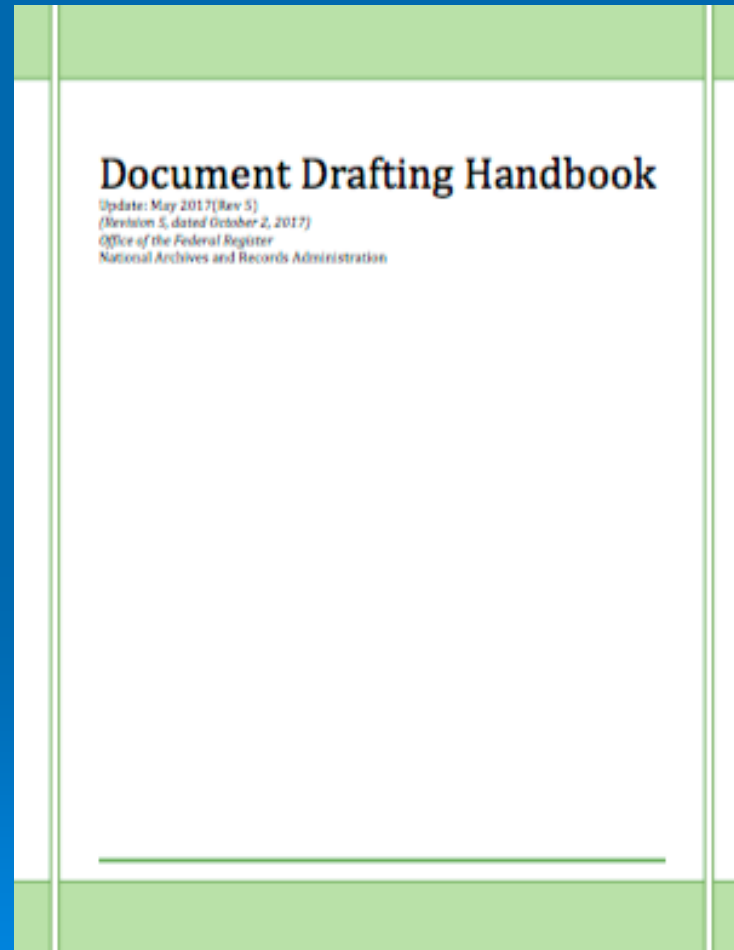 Document Drafting Handbook
Update: May 2017(Rev 5)
(Revision 5, dated October 2, 2017)
Office of the Federal Register
National Archives and Records Administration